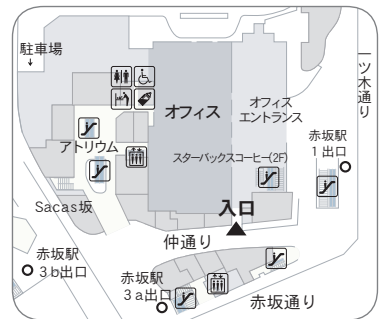 駐車場
↓
一ツ木通り
オフィス
オフィス
エントランス
アトリウム
スターバックスコーヒー(2F)
赤坂駅
1出口
Sacas坂
入口
仲通り
赤坂駅
3b出口
赤坂駅
3a出口
赤坂通り